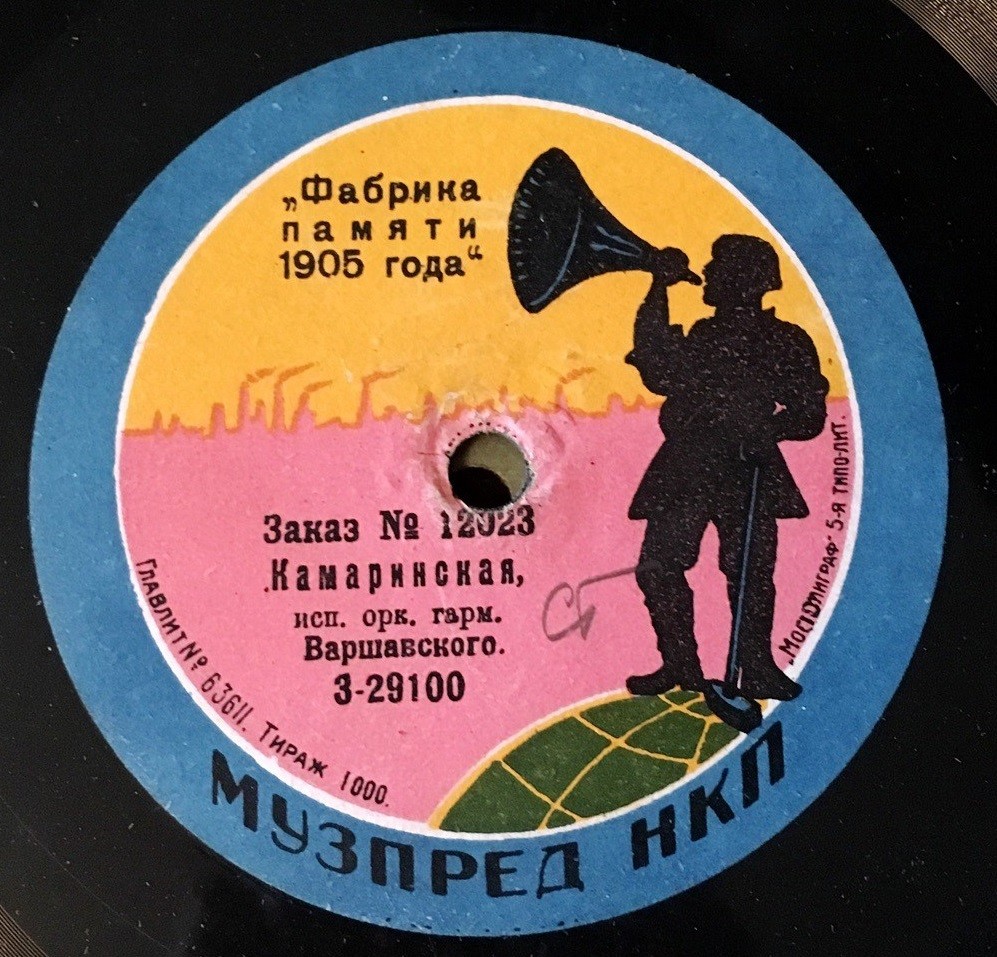 „Фабрика
памяти
1905 года“
Заказ № 12023
Камаринская,
исп. орк. гарм.
Варшавского.
3-29100
Главлит № 63611. Тираж 1000.
„Мосполиграф“ 5-я типо-лит.
МУЗПРЕД НКП